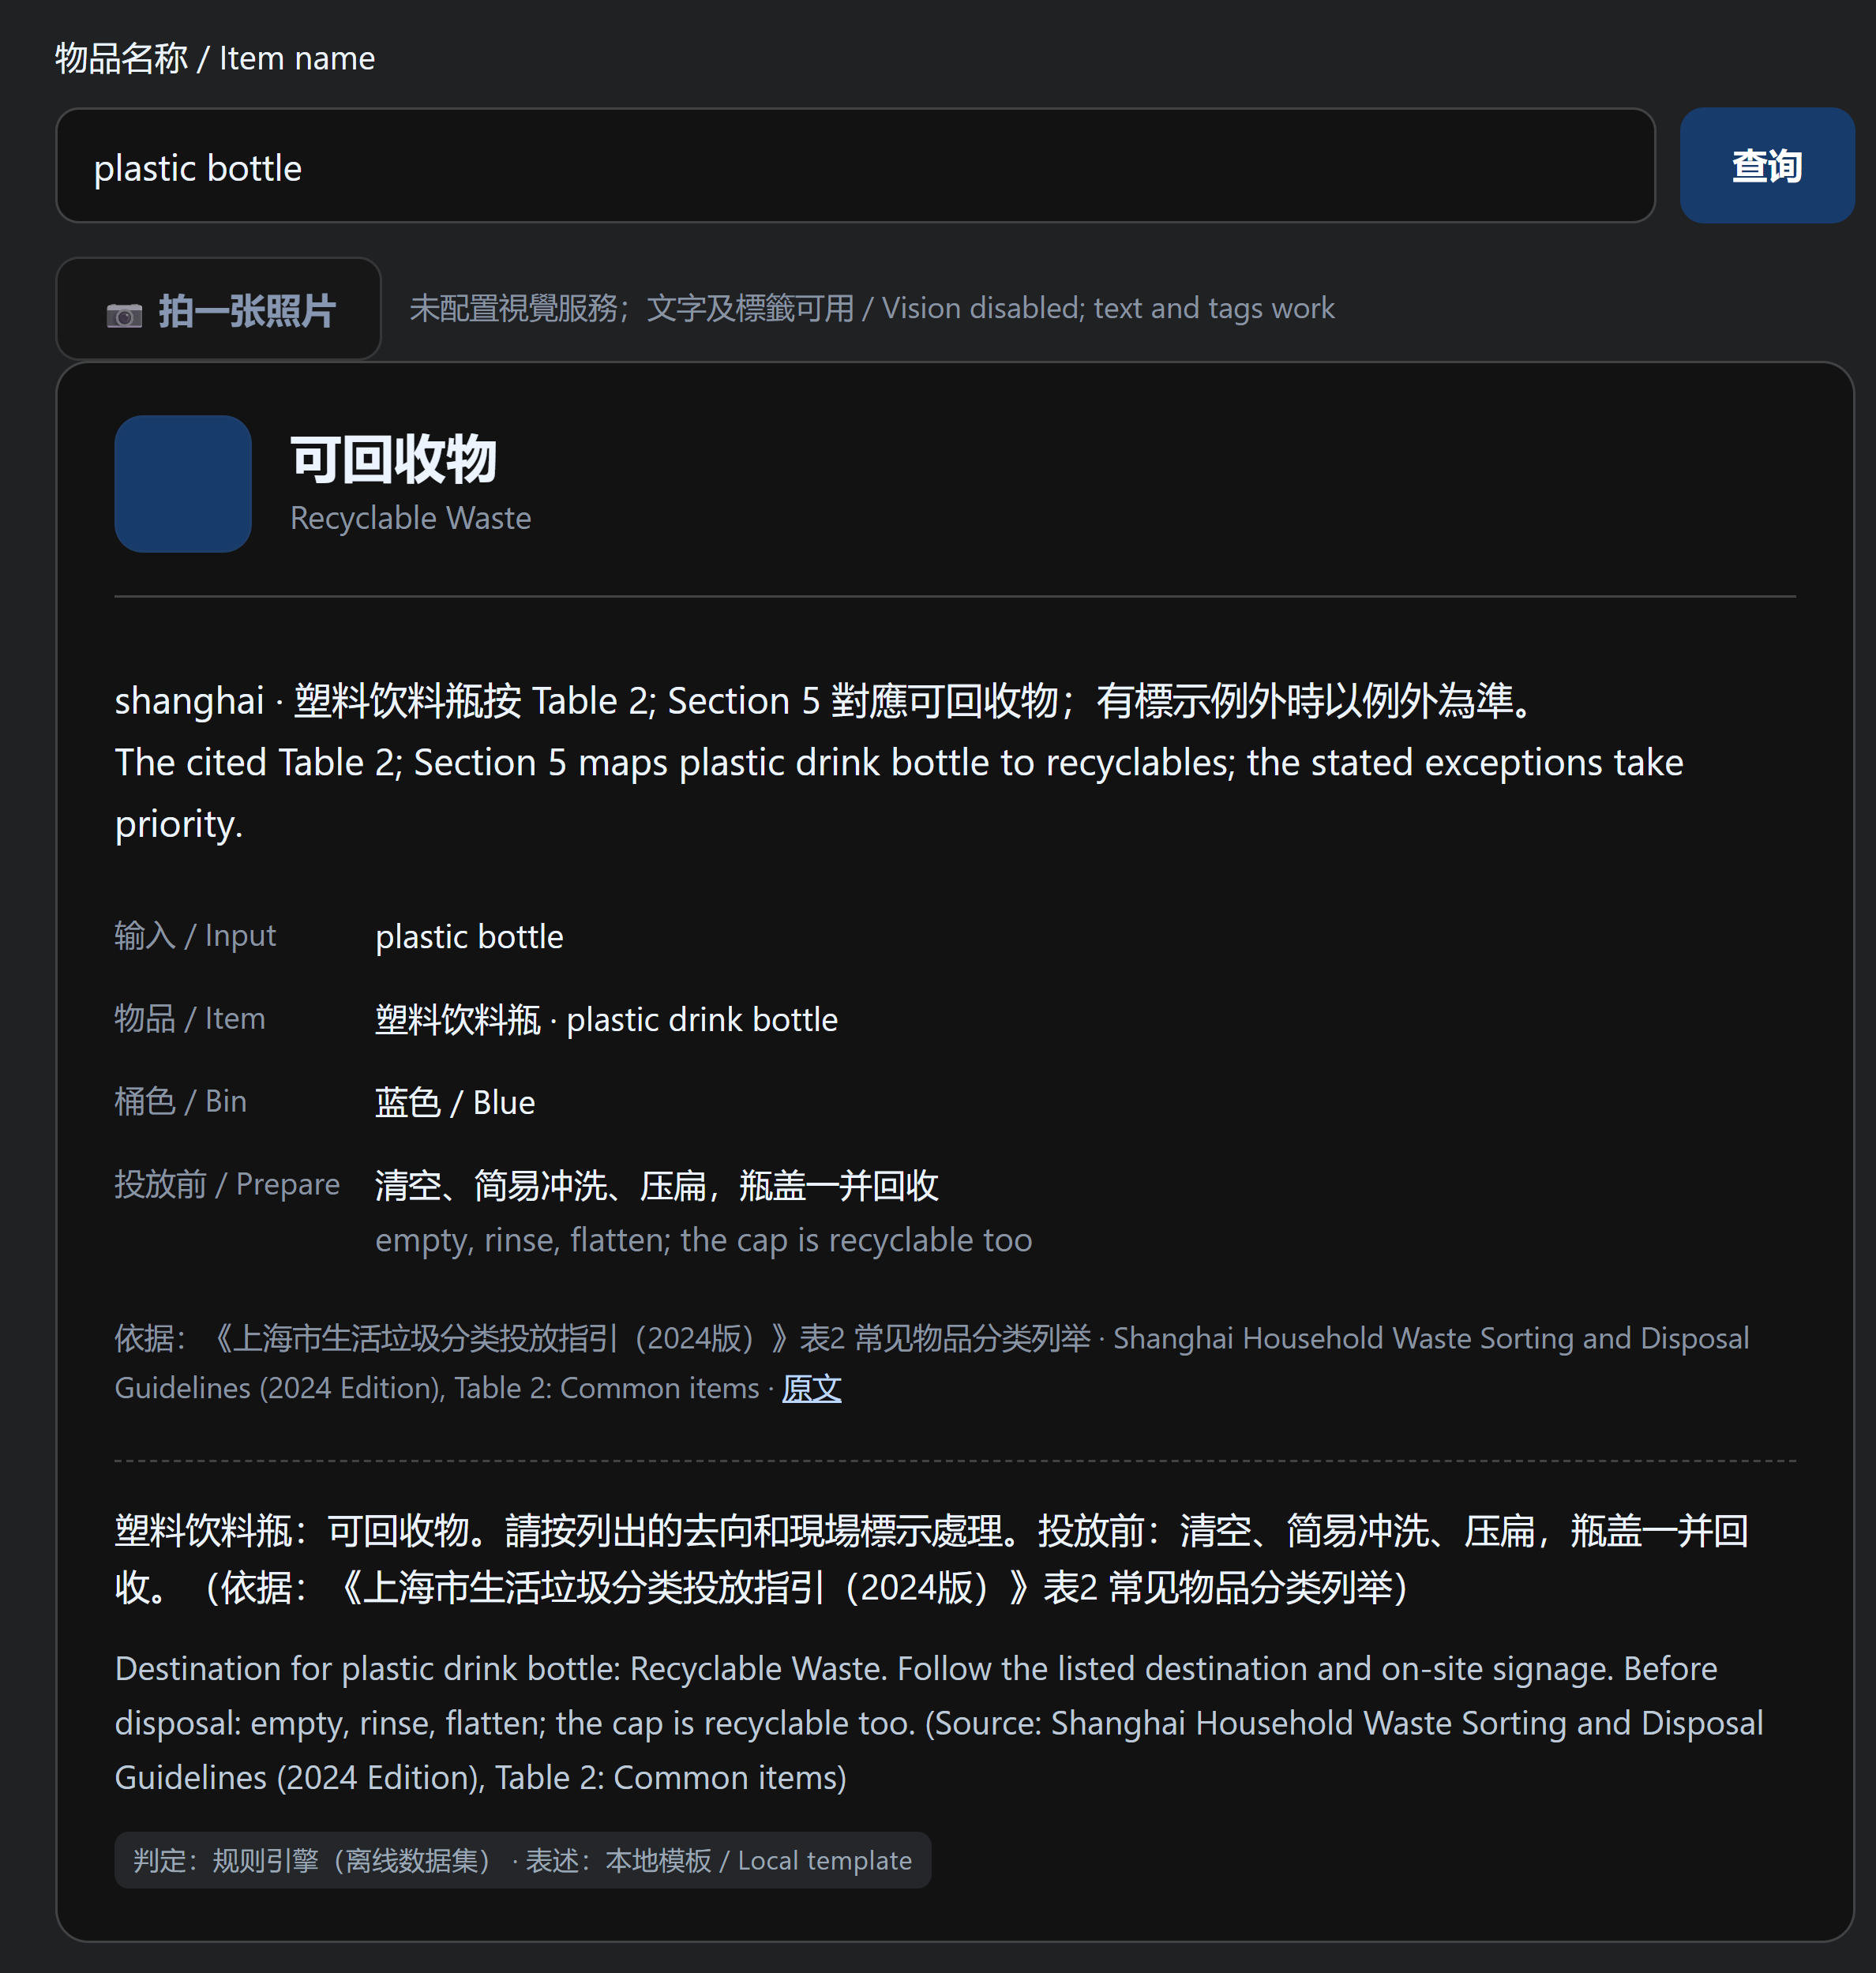 物品名称 / Item name
plastic bottle
查询
拍一张照片
未配置視覺服務；文字及標籤可用 / Vision disabled; text and tags work
可回收物
Recyclable Waste
shanghai · 塑料饮料瓶按 Table 2; Section 5 對應可回收物；有標示例外時以例外為準。
The cited Table 2; Section 5 maps plastic drink bottle to recyclables; the stated exceptions take
priority.
输入 / Input
plastic bottle
物品 / Item
塑料饮料瓶 · plastic drink bottle
桶色 / Bin
蓝色 / Blue
投放前 / Prepare
清空、简易冲洗、压扁，瓶盖一并回收
empty, rinse, flatten; the cap is recyclable too
依据：《上海市生活垃圾分类投放指引（2024版）》表2 常见物品分类列举 · Shanghai Household Waste Sorting and Disposal
Guidelines (2024 Edition), Table 2: Common items · 原文
塑料饮料瓶：可回收物。請按列出的去向和現場標示處理。投放前：清空、简易冲洗、压扁，瓶盖一并回
收。（依据：《上海市生活垃圾分类投放指引（2024版）》表2 常见物品分类列举）
Destination for plastic drink bottle: Recyclable Waste. Follow the listed destination and on-site signage. Before
disposal: empty, rinse, flatten; the cap is recyclable too. (Source: Shanghai Household Waste Sorting and Disposal
Guidelines (2024 Edition), Table 2: Common items)
判定：规则引擎（离线数据集） · 表述：本地模板 / Local template